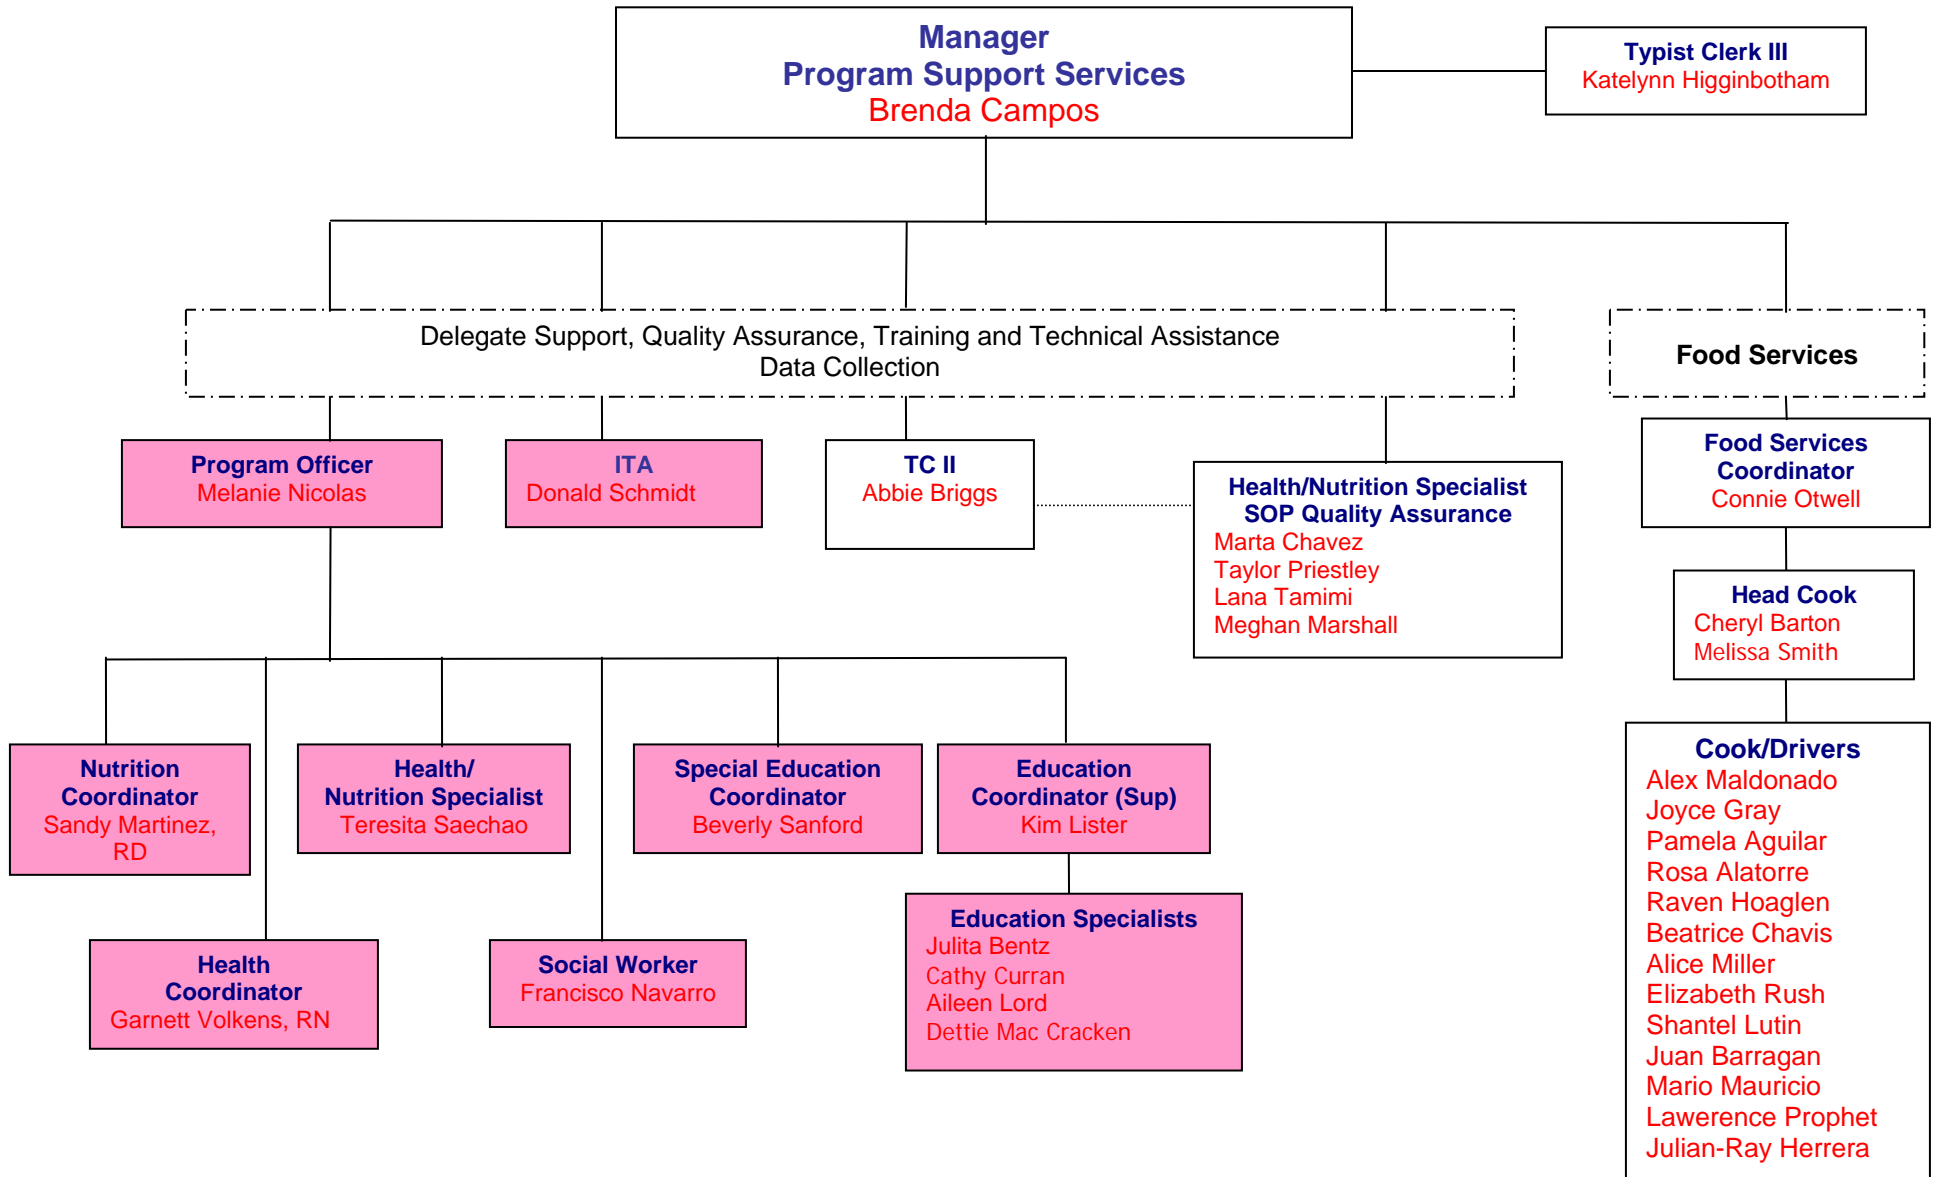 Manager
Program Support Services
Brenda Campos
Typist Clerk III
Katelynn Higginbotham
Delegate Support, Quality Assurance, Training and Technical Assistance
Data Collection
Food Services
Program Officer
Melanie Nicolas
ITA
Donald Schmidt
TC II
Abbie Briggs
Health/Nutrition Specialist
SOP Quality Assurance
Marta Chavez
Taylor Priestley
Lana Tamimi
Meghan Marshall
Food Services
Coordinator
Connie Otwell
Head Cook
Cheryl Barton
Melissa Smith
Nutrition
Coordinator
Sandy Martinez,
RD
Health/
Nutrition Specialist
Teresita Saechao
Special Education
Coordinator
Beverly Sanford
Education
Coordinator (Sup)
Kim Lister
Health
Coordinator
Garnett Volkens, RN
Social Worker
Francisco Navarro
Education Specialists
Julita Bentz
Cathy Curran
Aileen Lord
Dettie Mac Cracken
Cook/Drivers
Alex Maldonado
Joyce Gray
Pamela Aguilar
Rosa Alatorre
Raven Hoaglen
Beatrice Chavis
Alice Miller
Elizabeth Rush
Shantel Lutin
Juan Barragan
Mario Mauricio
Lawerence Prophet
Julian-Ray Herrera